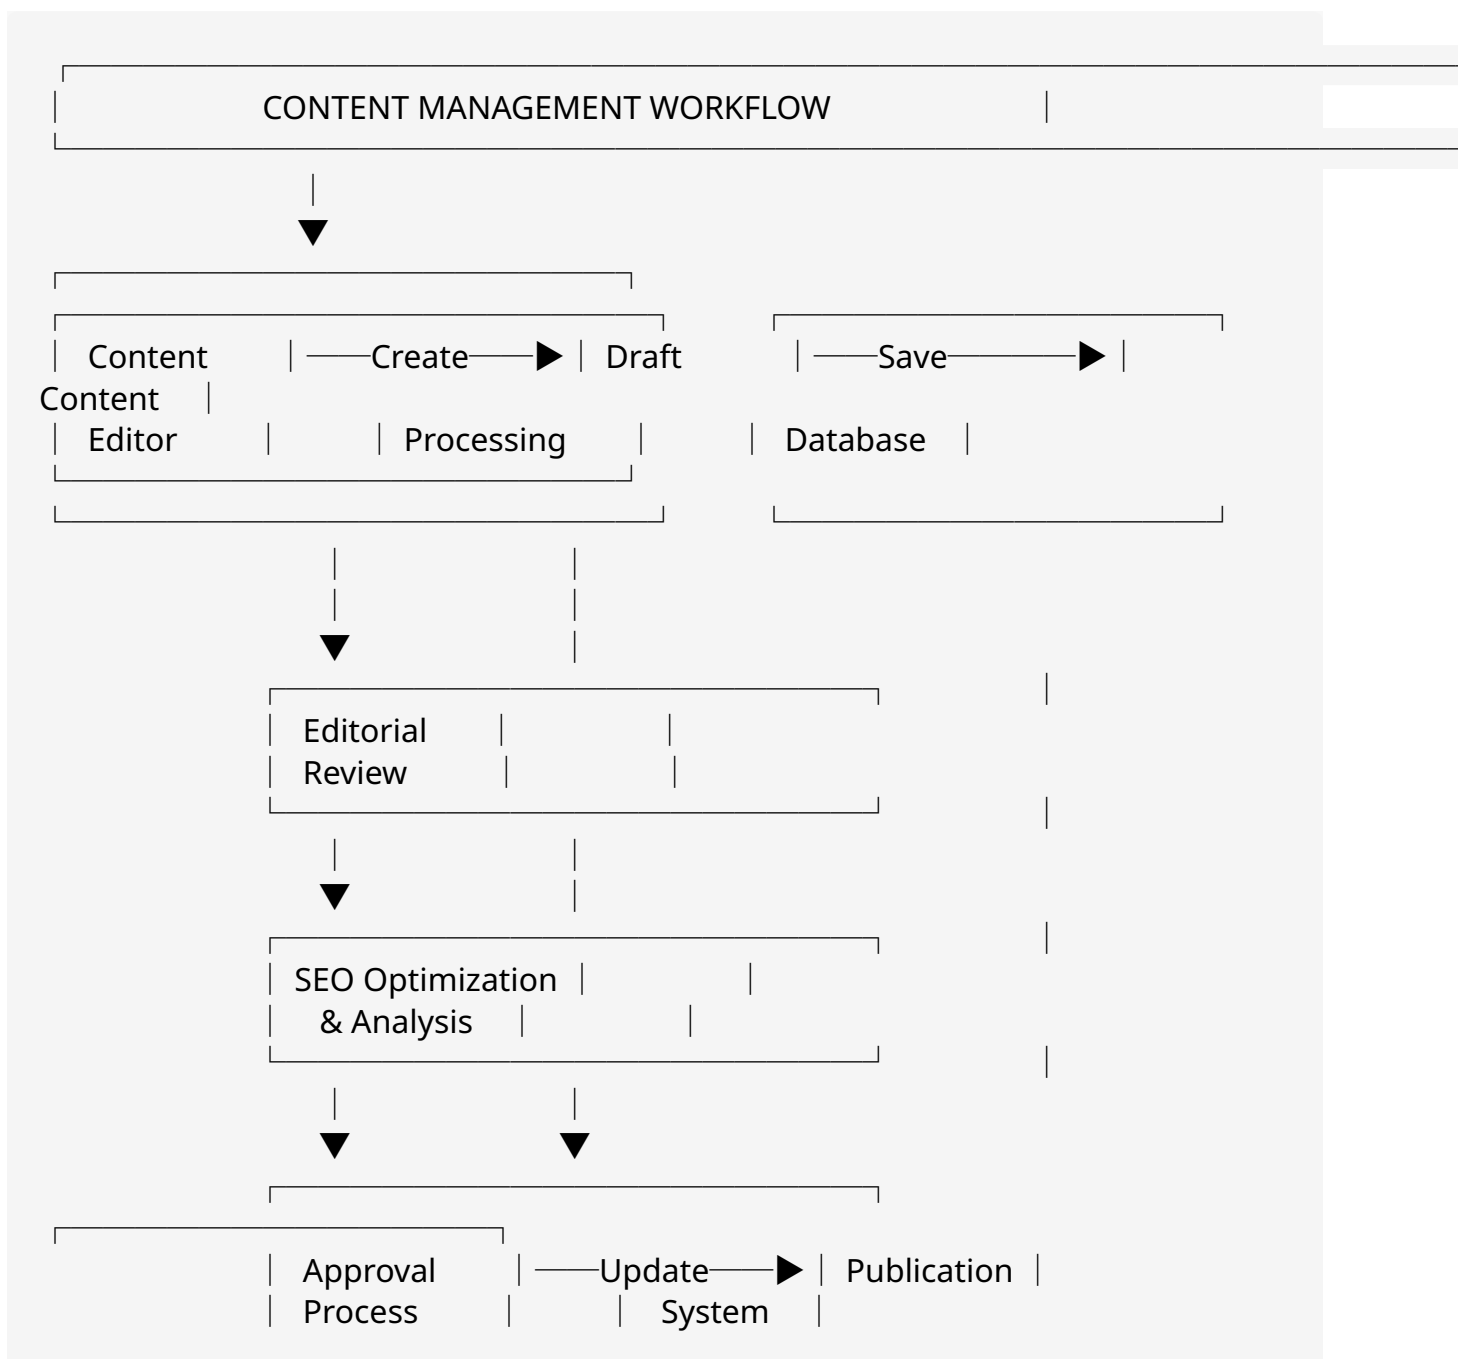 CONTENT MANAGEMENT WORKFLOW
Content Create Draft Save
Content
Editor Processing Database
Editorial
Review
SEO Optimization
& Analysis
Approval Update Publication
Process System